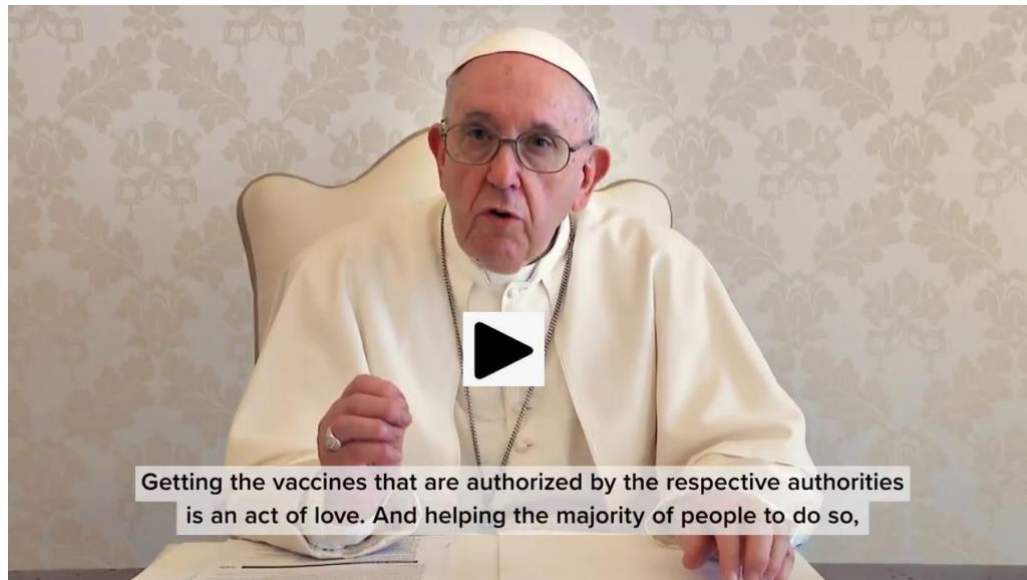 Getting the vaccines that are authorized by the respective authorities
is an act of love. And helping the majority of people to do so,